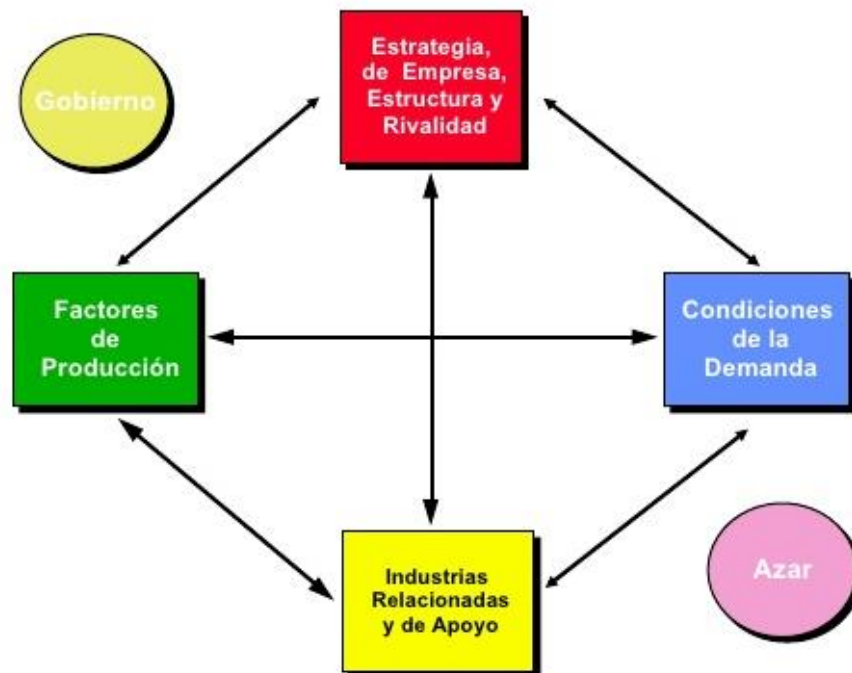 Estrategia,
de Empresa,
Estructura y
Rivalidad
Gobierno
Factores
de
Producción
Condiciones
de la
Demanda
Industrias
Relacionadas
y de Apoyo
Azar